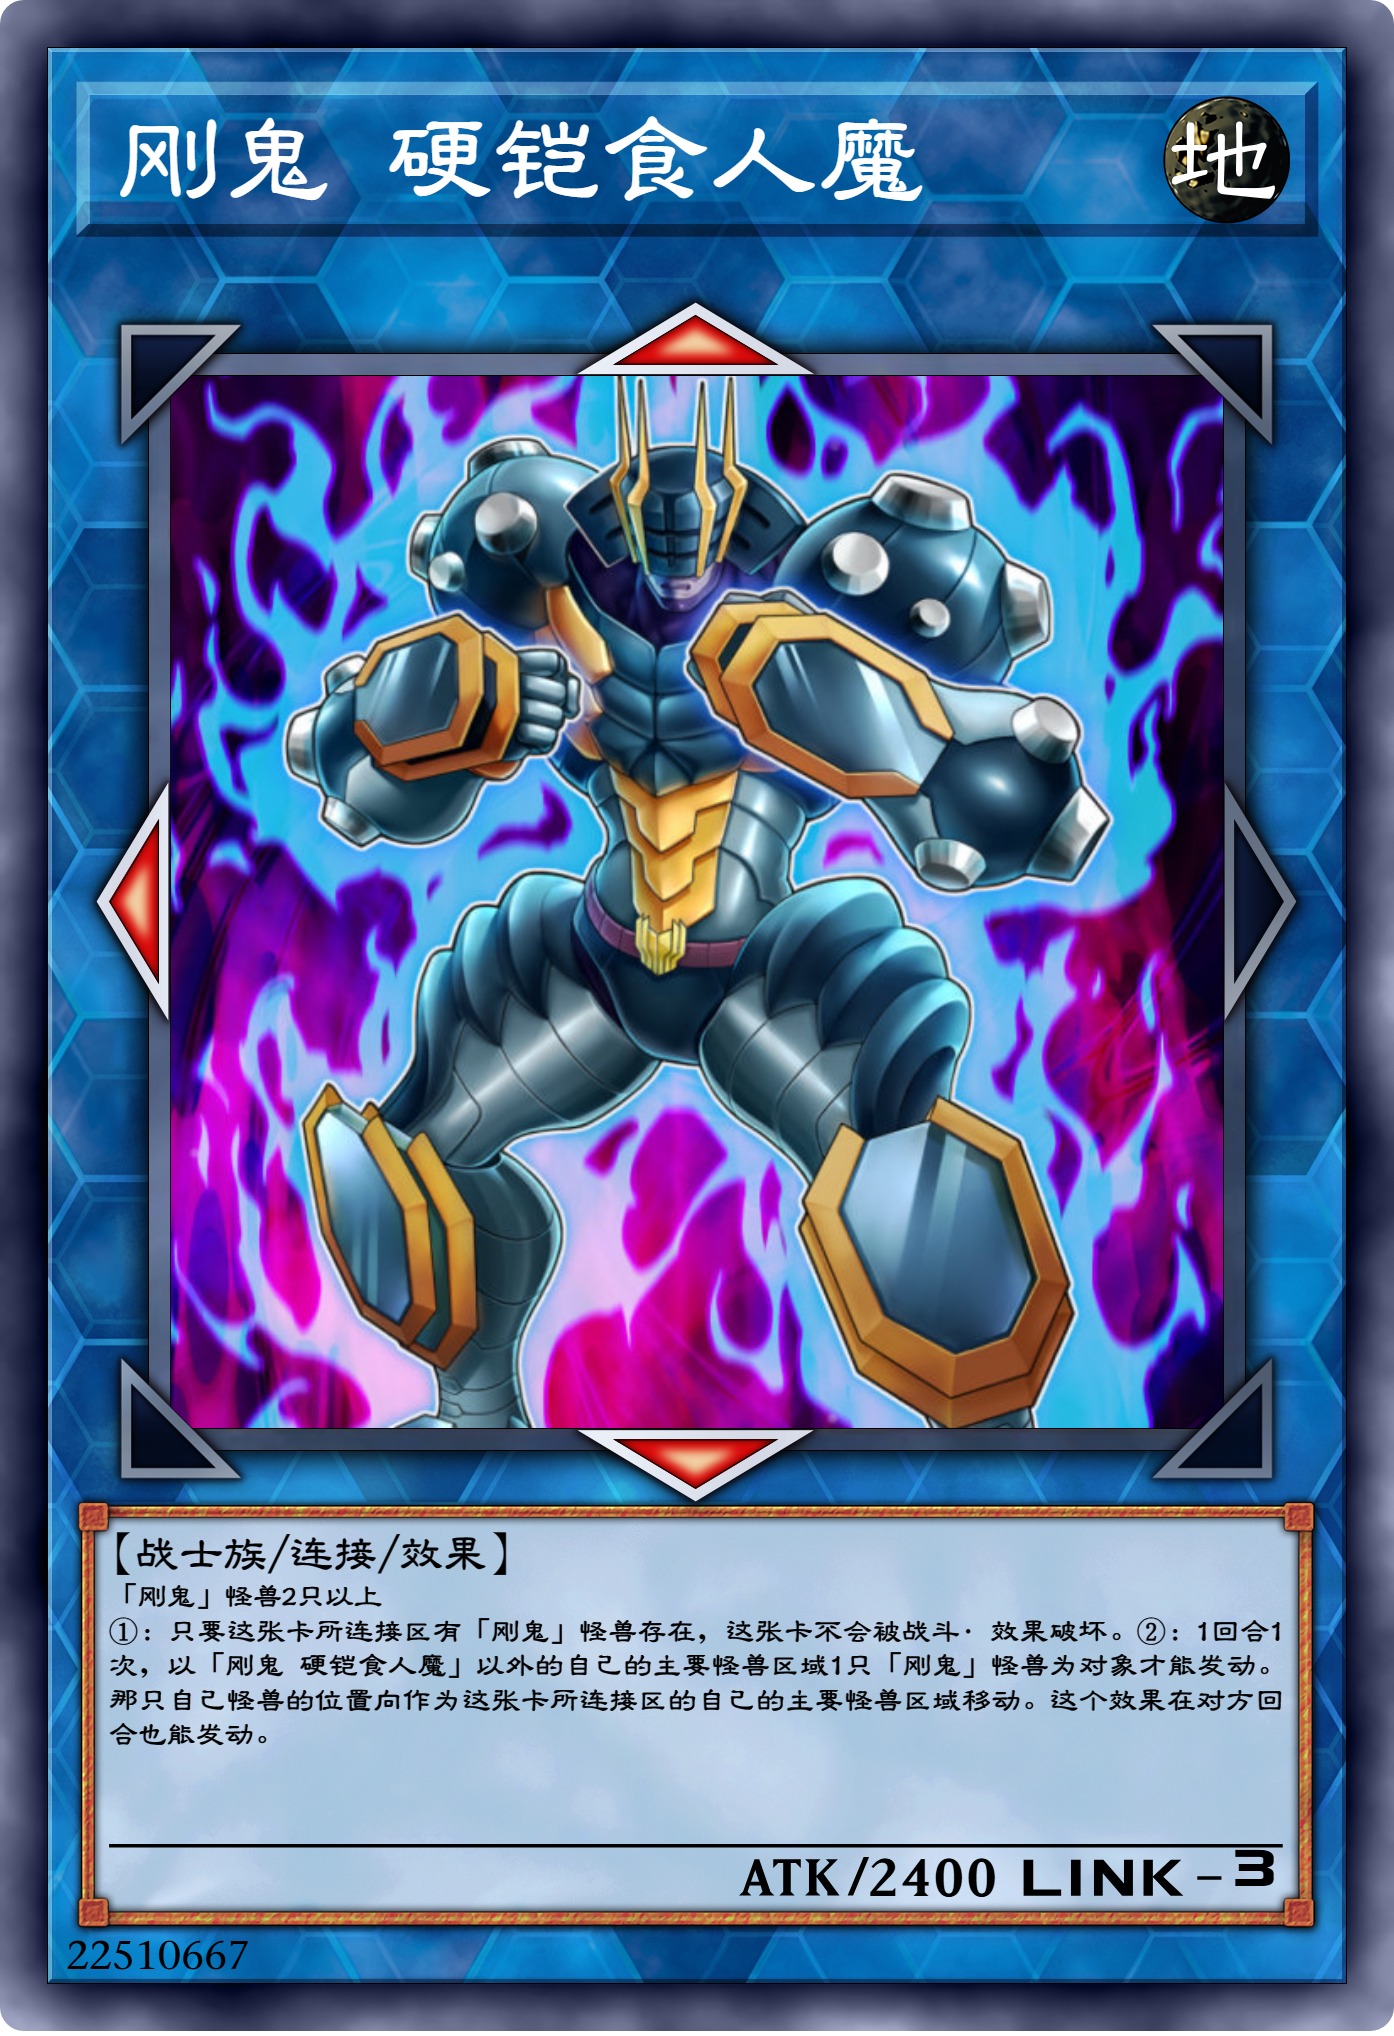 刚鬼 硬铠食人魔
地
【战士族/连接/效果】
「刚鬼」怪兽2只以上
①：只要这张卡所连接区有「刚鬼」怪兽存在，这张卡不会被战斗·效果破坏。②：1回合1
次，以「刚鬼 硬铠食人魔」以外的自己的主要怪兽区域1只「刚鬼」怪兽为对象才能发动。
那只自己怪兽的位置向作为这张卡所连接区的自己的主要怪兽区域移动。这个效果在对方回
合也能发动。
ATK/2400 LINK-3
22510667